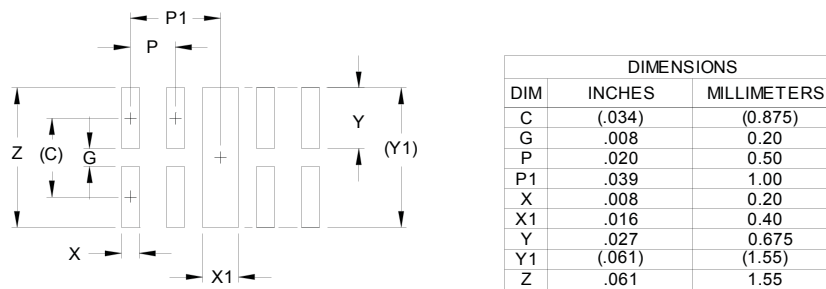 P1
P
Z
(C)
G
Y
(Y1)
X
X1
DIMENSIONS
DIM INCHES MILLIMETERS
C (.034) (0.875)
G .008 0.20
P .020 0.50
P1 .039 1.00
X .008 0.20
X1 .016 0.40
Y .027 0.675
Y1 (.061) (1.55)
Z .061 1.55